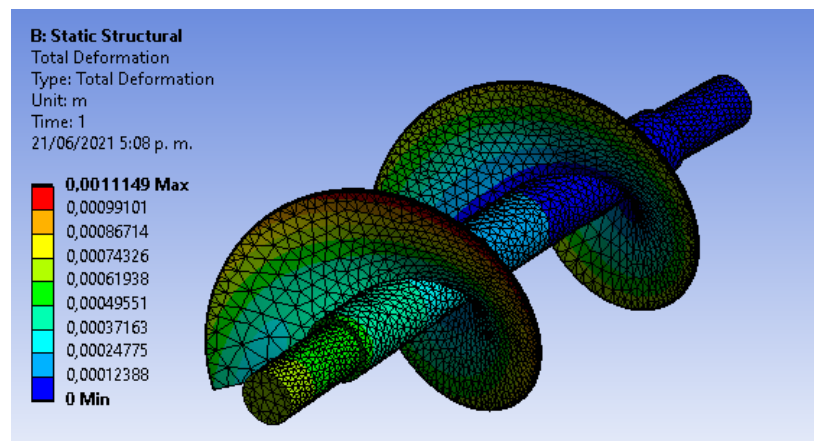 B: Static Structural
Total Deformation
Type: Total Deformation
Unit: m
Time: 1
21/06/2021 5:08 p. m.
0,0011149 Max
0,00099101
0,00086714
0,00074326
0,00061938
0,00049551
0,00037163
0,00024775
0,00012388
0 Min